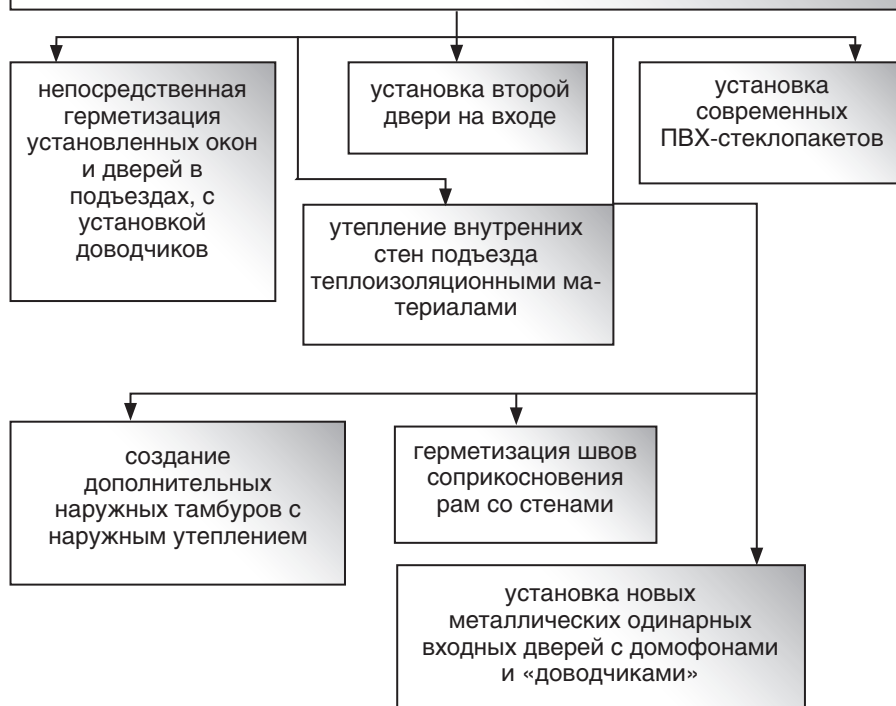 непосредственная
герметизация
установленных окон
и дверей в
подъездах, с
установкой
доводчиков
установка второй
двери на входе
установка
современных
ПВХ-стеклопакетов
утепление внутренних
стен подъезда
теплоизоляционными ма-
териалами
создание
дополнительных
наружных тамбуров с
наружным утеплением
герметизация швов
соприкосновения
рам со стенами
установка новых
металлических одинарных
входных дверей с домофонами
и «доводчиками»